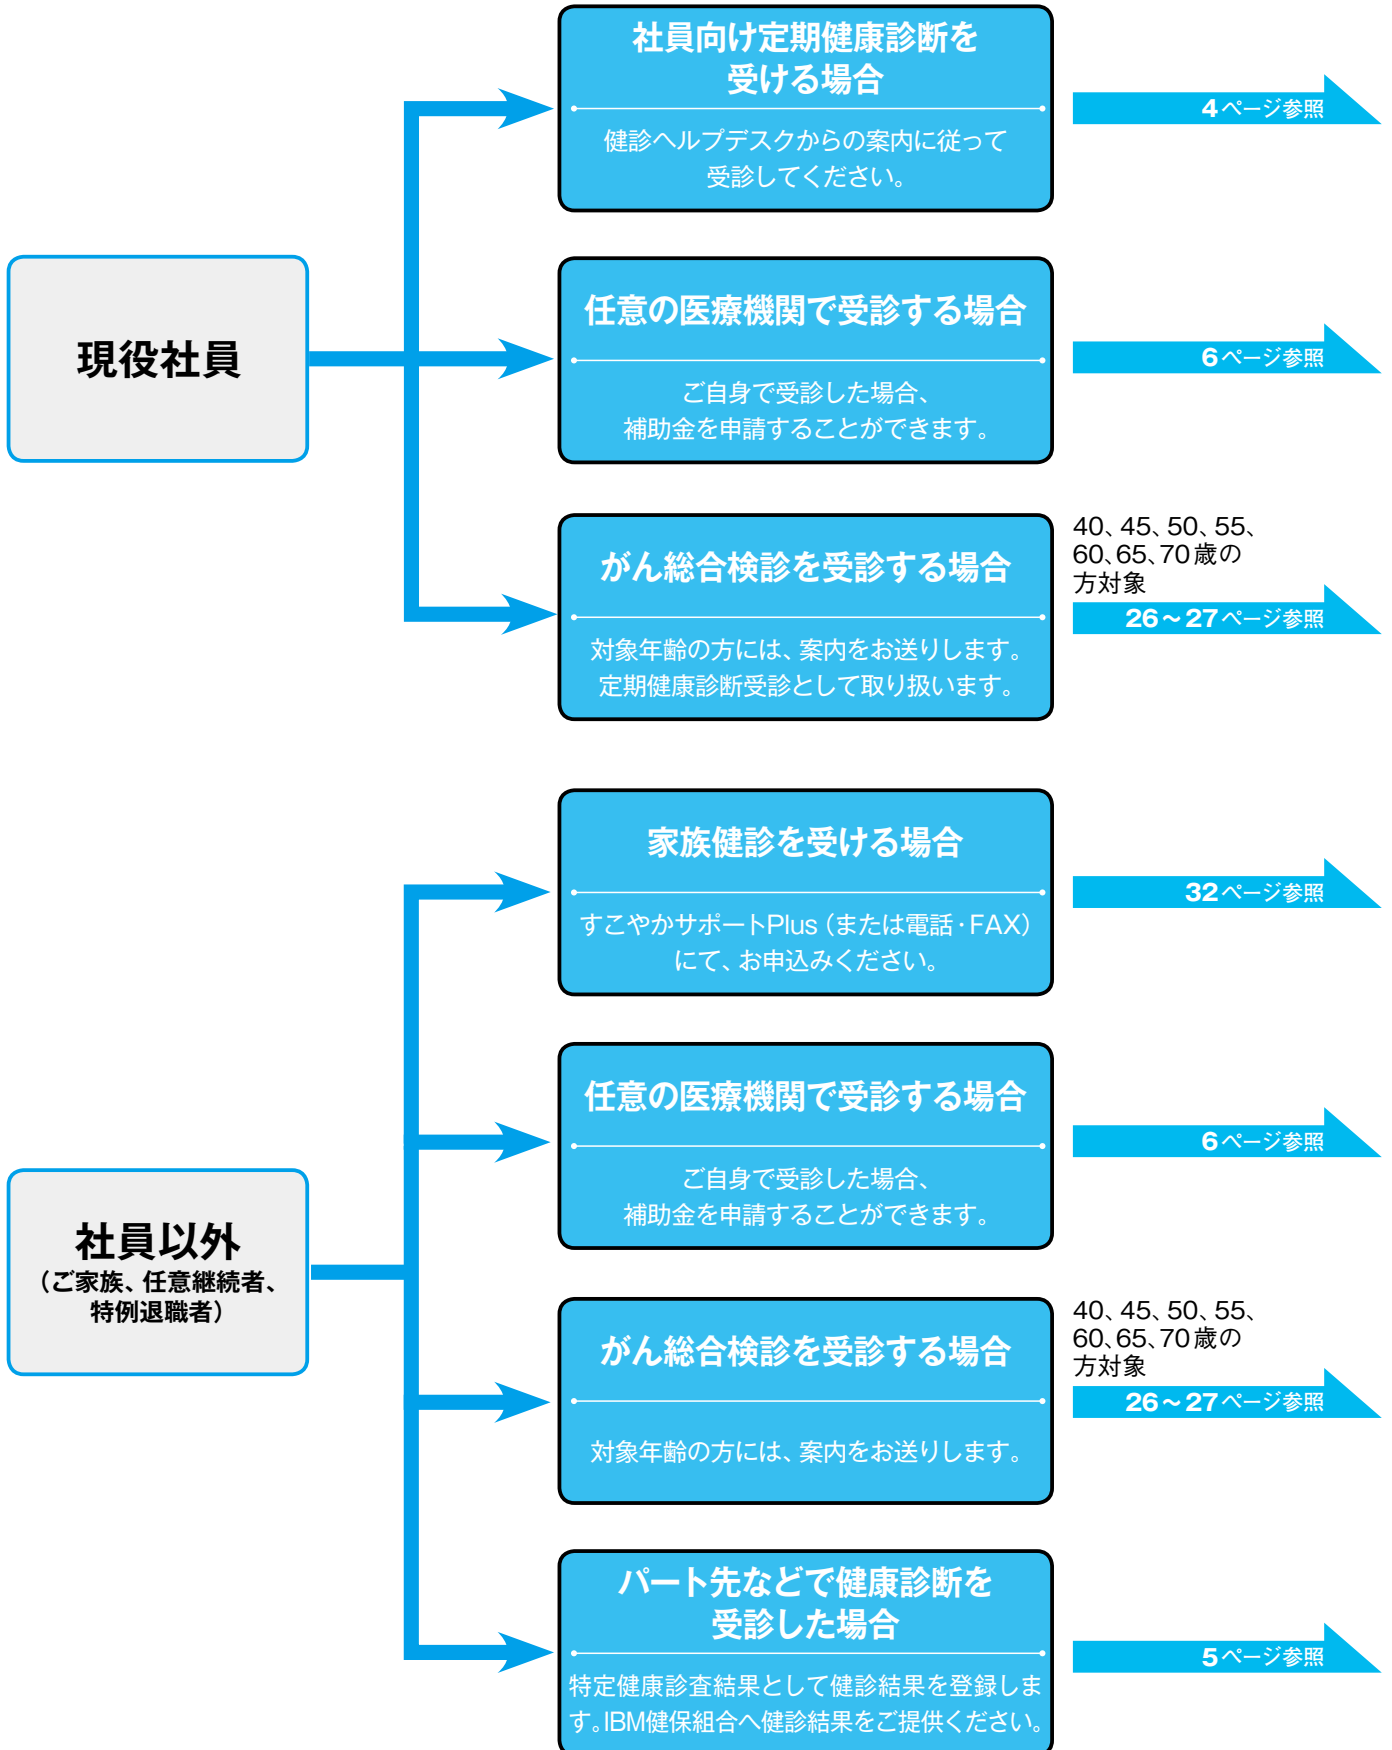 現役社員
社員向け定期健康診断を
受ける場合
健診ヘルプデスクからの案内に従って
受診してください。
4ページ参照
任意の医療機関で受診する場合
ご自身で受診した場合、
補助金を申請することができます。
6ページ参照
がん総合検診を受診する場合
対象年齢の方には、案内をお送りします。
定期健康診断受診として取り扱います。
40、45、50、55、
60、65、70歳の
方対象
26～27ページ参照
社員以外
（ご家族、任意継続者、
特例退職者）
家族健診を受ける場合
すこやかサポートPlus（または電話・FAX）
にて、お申込みください。
32ページ参照
任意の医療機関で受診する場合
ご自身で受診した場合、
補助金を申請することができます。
6ページ参照
がん総合検診を受診する場合
対象年齢の方には、案内をお送りします。
40、45、50、55、
60、65、70歳の
方対象
26～27ページ参照
パート先などで健康診断を
受診した場合
特定健康診査結果として健診結果を登録しま
す。IBM健保組合へ健診結果をご提供ください。
5ページ参照